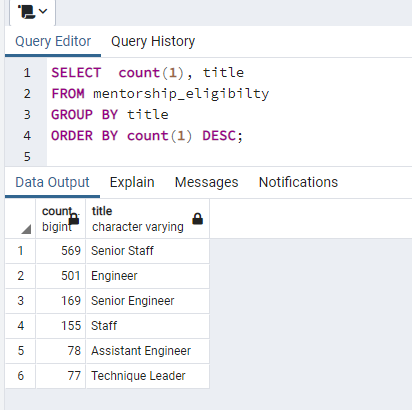 Query Editor Query History
1 SELECT count(1), title
2 FROM mentorship_eligibilty
3 GROUP BY title
4 ORDER BY count(1) DESC;
5
Data Output Explain Messages Notifications
count title
bigint character varying
1 569 Senior Staff
2 501 Engineer
3 169 Senior Engineer
4 155 Staff
5 78 Assistant Engineer
6 77 Technique Leader